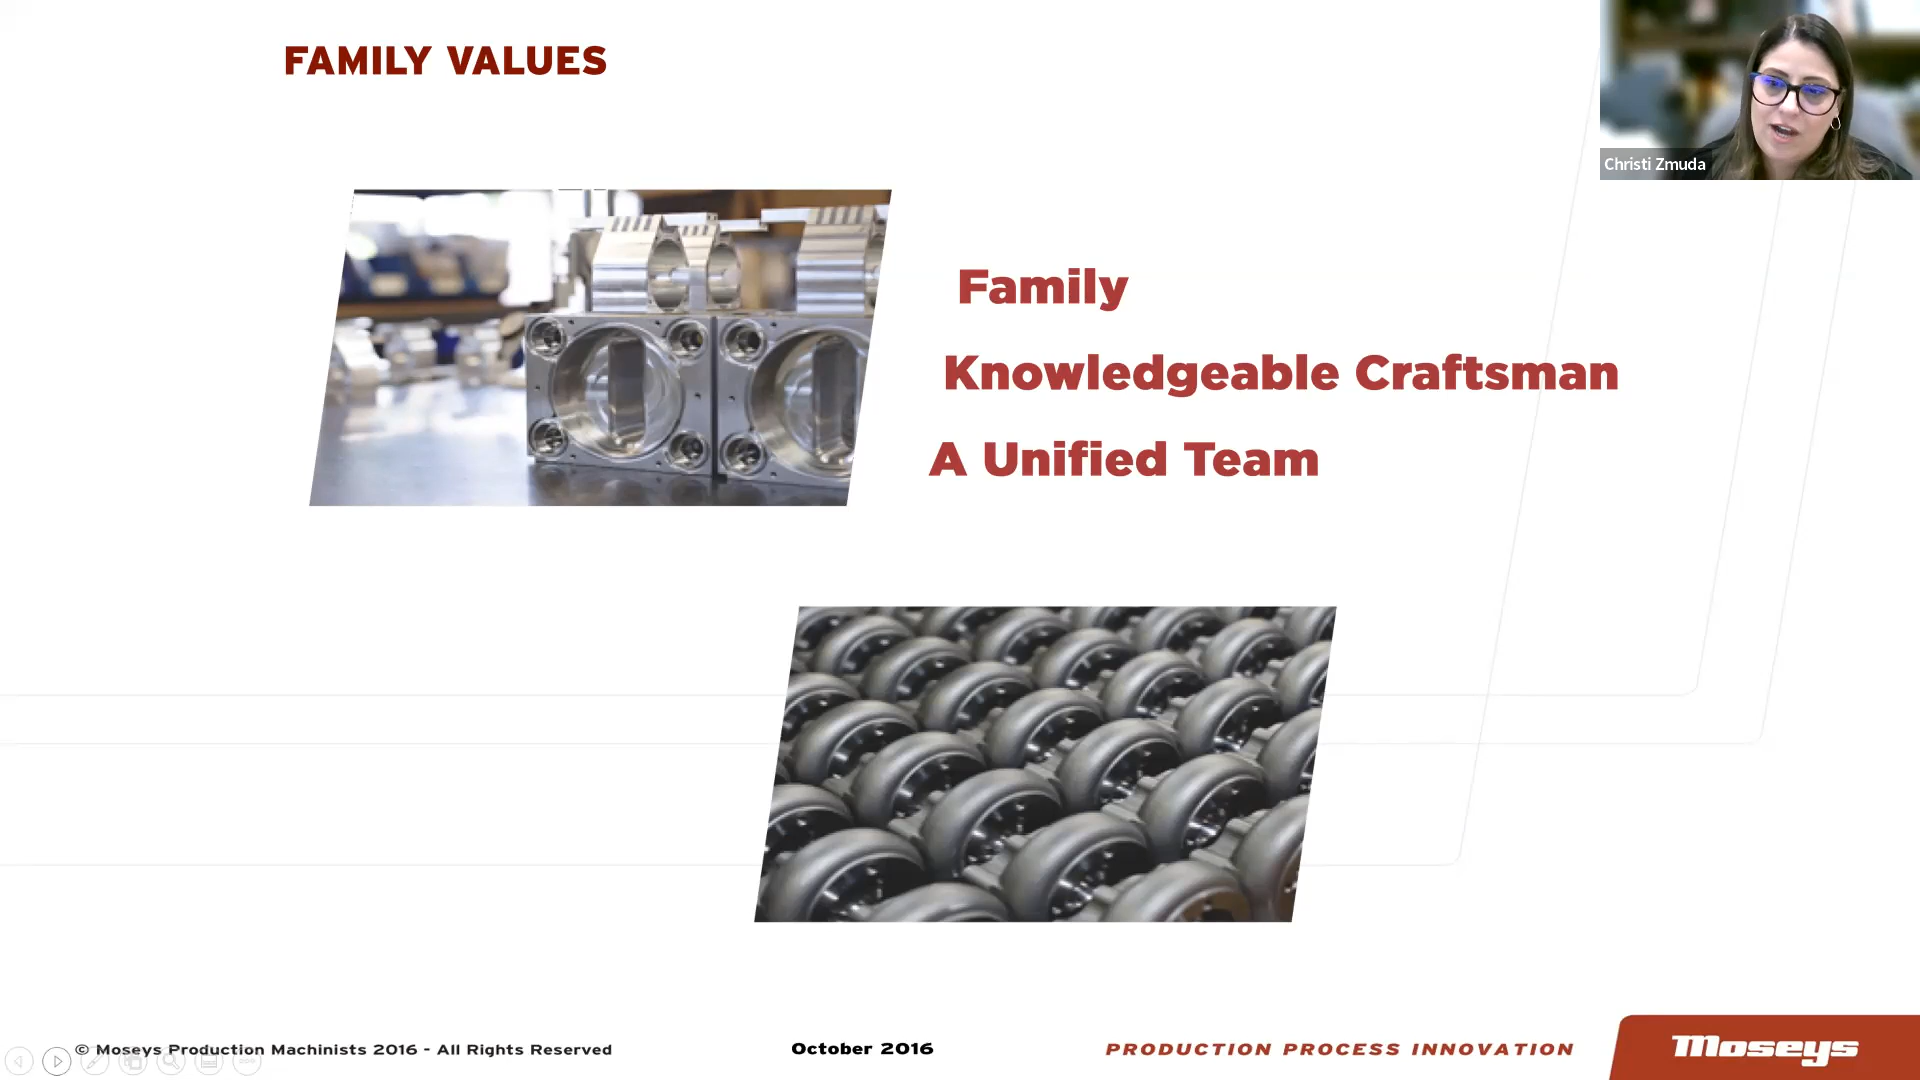 FAMILY VALUES
Christi Zmuda
Family
Knowledgeable Craftsman
A Unified Team
© Moseys Production Machinists 2016 - All Rights Reserved
October 2016
PRODUCTION PROCESS INNOVATION
Moseys